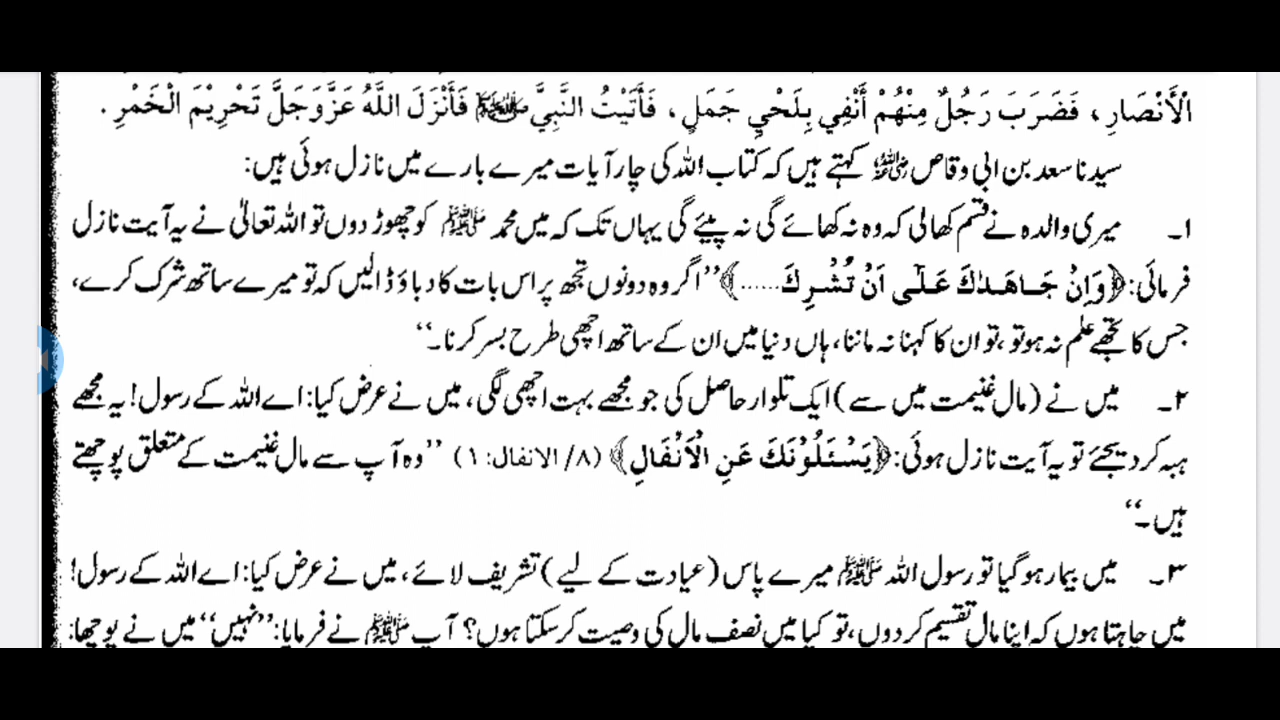 الْأَنْصَارِ، فَضَرَبَ رَجُلٌ مِنْهُمْ أَنْفِي بِلَحْيِ جَمَلٍ، فَأَتَيْتُ النَّبِيَّ ﷺ فَأَنْزَلَ اللَّهُ عَزَّوَجَلَّ تَحْرِيْمَ الْخَمْرِ.
سیدنا سعد بن ابی وقاص رضی اللہ عنہ کہتے ہیں کہ کتاب اللہ کی چار آیات میرے بارے میں نازل ہوئی ہیں:
۱۔ میری والدہ نے قسم کھالی کہ وہ نہ کھائے گی نہ پیئے گی یہاں تک کہ میں محمد ﷺ کو چھوڑ دوں تو اللہ تعالیٰ نے یہ آیت نازل
فرمائی: ﴿وَاِنْ جَاهَدٰكَ عَلٰٓى اَنْ تُشْرِكَ......﴾ ’’اگر وہ دونوں تجھ پر اس بات کا دباؤ ڈالیں کہ تو میرے ساتھ شرک کرے،
جس کا تجھے علم نہ ہو تو ،تو ان کا کہنا نہ ماننا، ہاں دنیا میں ان کے ساتھ اچھی طرح بسر کرنا۔‘‘
۲۔ میں نے (مال غنیمت میں سے) ایک تلوار حاصل کی جو مجھے بہت اچھی لگی، میں نے عرض کیا: اے اللہ کے رسول! یہ مجھے
ہبہ کر دیجئے تو یہ آیت نازل ہوئی: ﴿يَسْئَلُوْنَكَ عَنِ الْاَنْفَالِ﴾ (۸/ الانفال: ۱) ’’وہ آپ سے مال غنیمت کے متعلق پوچھتے
ہیں۔‘‘
۳۔ میں بیمار ہو گیا تو رسول اللہ ﷺ میرے پاس (عیادت کے لیے) تشریف لائے، میں نے عرض کیا: اے اللہ کے رسول!
میں چاہتا ہوں کہ اپنا مال تقسیم کر دوں، تو کیا میں نصف مال کی وصیت کر سکتا ہوں؟ آپ ﷺ نے فرمایا: ’’نہیں‘‘ میں نے پوچھا: